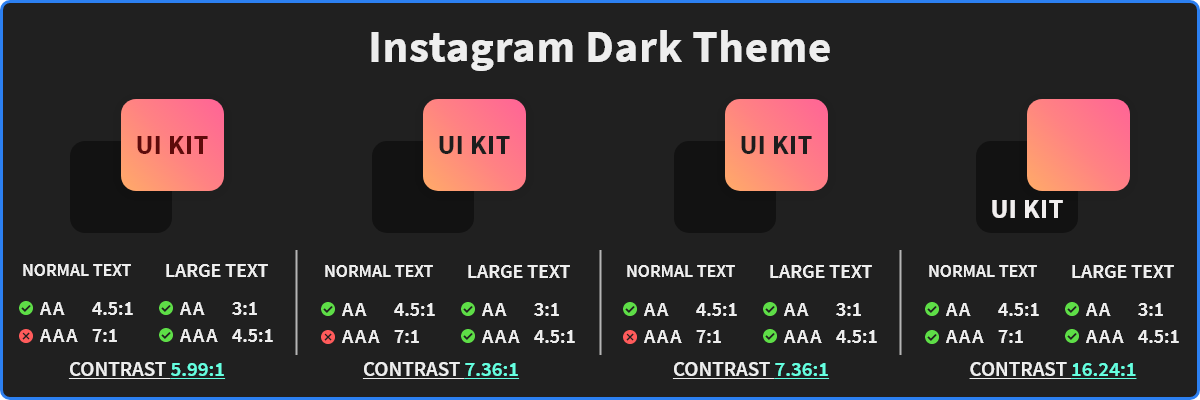 Instagram Dark Theme
UI KIT
NORMAL TEXT LARGE TEXT
AA 4.5:1 AA 3:1
AAA 7:1 AAA 4.5:1
CONTRAST 5.99:1
UI KIT
NORMAL TEXT LARGE TEXT
AA 4.5:1 AA 3:1
AAA 7:1 AAA 4.5:1
CONTRAST 7.36:1
UI KIT
NORMAL TEXT LARGE TEXT
AA 4.5:1 AA 3:1
AAA 7:1 AAA 4.5:1
CONTRAST 7.36:1
UI KIT
NORMAL TEXT LARGE TEXT
AA 4.5:1 AA 3:1
AAA 7:1 AAA 4.5:1
CONTRAST 16.24:1